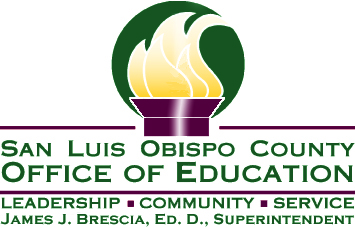 San Luis Obispo County
Office of Education
Leadership ▪ Community ▪ Service
James J. Brescia, Ed. D., Superintendent